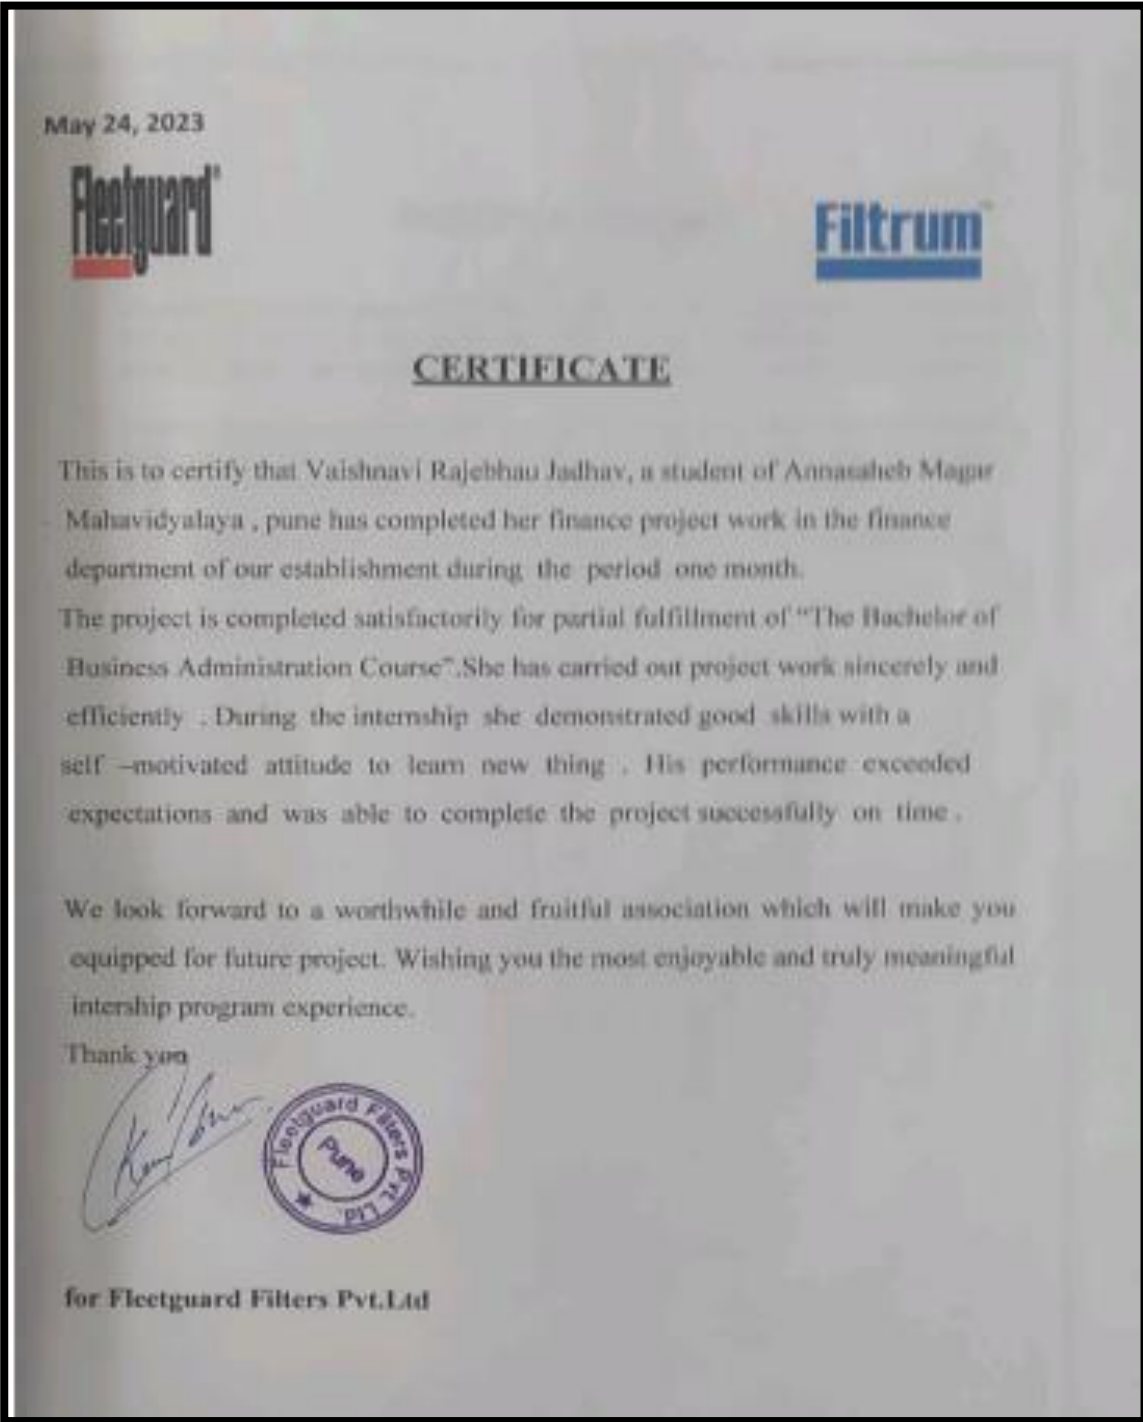 May 24, 2023
Fleetguard®
Filtrum™
CERTIFICATE
This is to certify that Vaishnavi Rajebhau Jadhav, a student of Annasaheb Magar
Mahavidyalaya , pune has completed her finance project work in the finance
department of our establishment during the period one month.
The project is completed satisfactorily for partial fulfillment of “The Bachelor of
Business Administration Course”.She has carried out project work sincerely and
efficiently . During the internship she demonstrated good skills with a
self –motivated attitude to learn new thing . His performance exceeded
expectations and was able to complete the project successfully on time .
We look forward to a worthwhile and fruitful association which will make you
equipped for future project. Wishing you the most enjoyable and truly meaningful
intership program experience.
Thank you
Fleetguard Filters Pvt. Ltd.
Pune
for Fleetguard Filters Pvt.Ltd